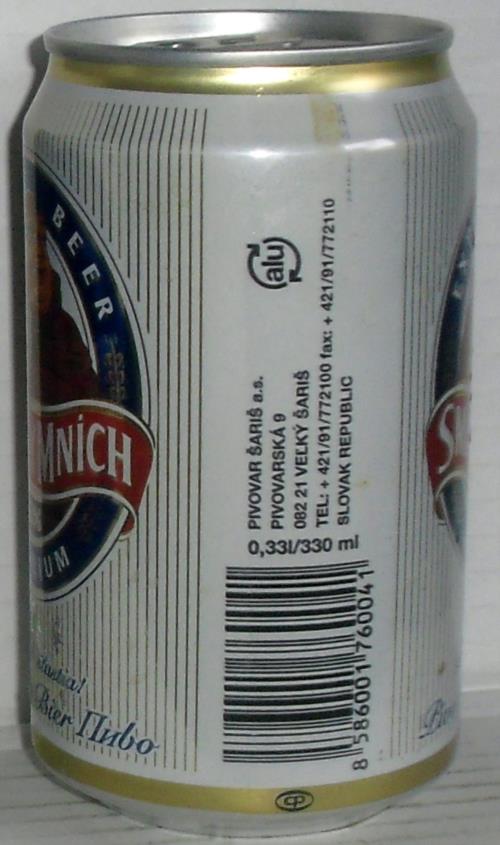 BEER
MNÍCH
UM
Bier Пиво
alu
PIVOVAR ŠARIŠ a.s.
PIVOVARSKÁ 9
082 21 VEĽKÝ ŠARIŠ
TEL: + 421/91/772100 fax: + 421/91/772110
SLOVAK REPUBLIC
0,33l/330 ml
8 586001 760041